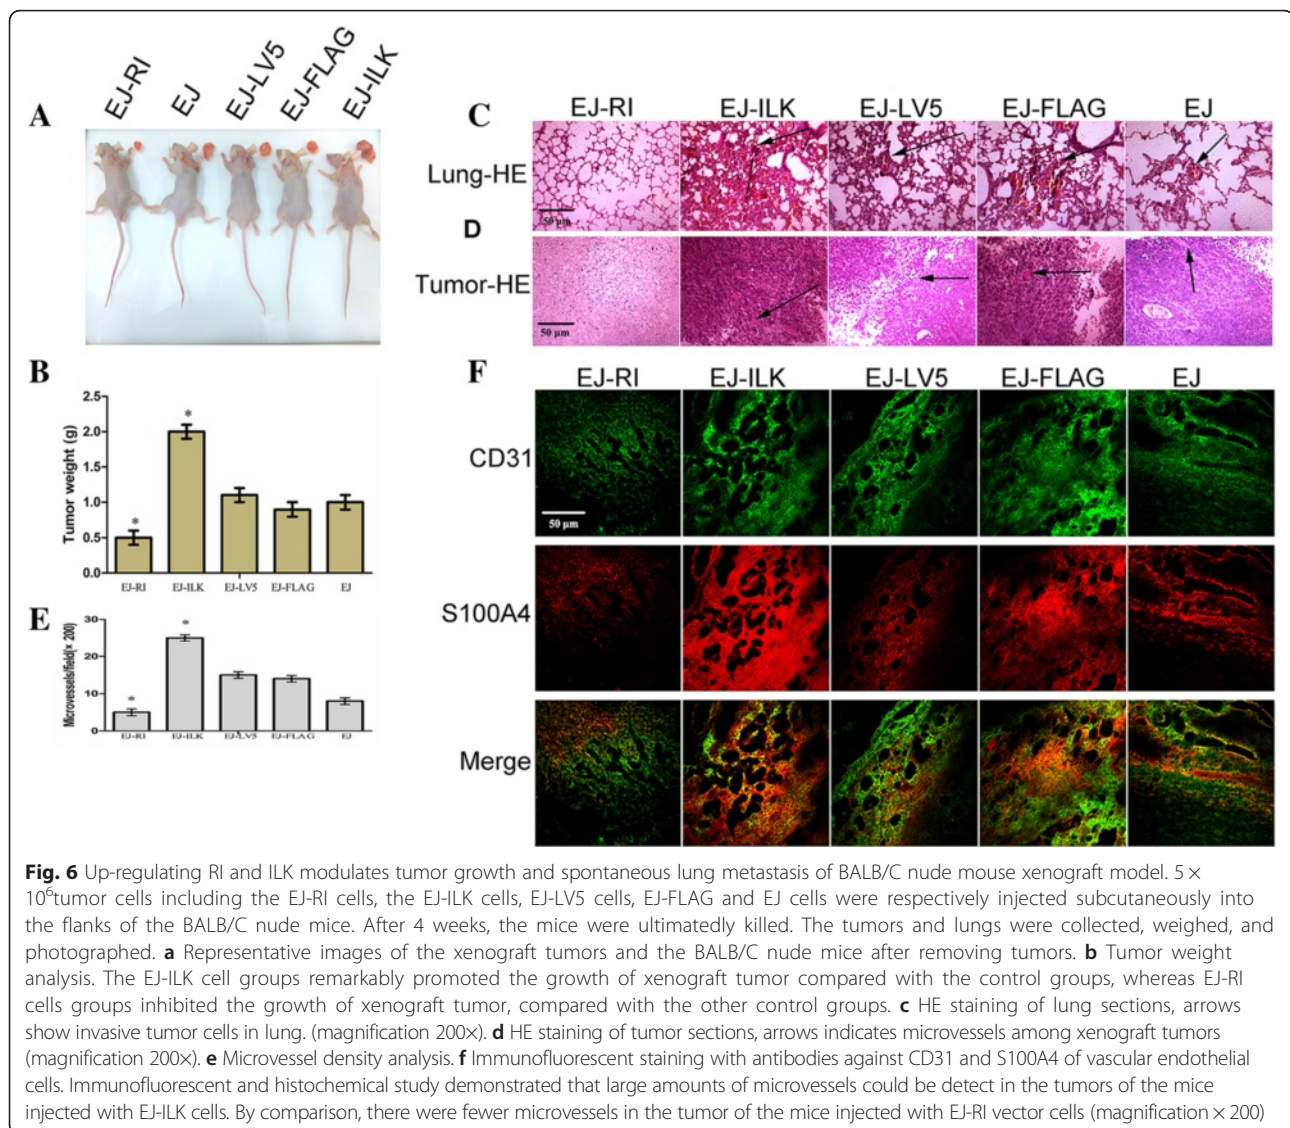 A
EJ-RI
EJ
EJ-LV5
EJ-FLAG
EJ-ILK
B
Tumor weight (g)
2.5
2.0
1.5
1.0
0.5
0.0
EJ-RI EJ-ILK EJ-LV5 EJ-FLAG EJ
*
*
E
Microvessels/field(× 200)
30
20
10
0
EJ-RI EJ-ILK EJ-LV5 EJ-FLAG EJ
*
*
C
EJ-RI EJ-ILK EJ-LV5 EJ-FLAG EJ
Lung-HE
50 μm
D
Tumor-HE
50 μm
F
EJ-RI EJ-ILK EJ-LV5 EJ-FLAG EJ
CD31
50 μm
S100A4
Merge
Fig. 6 Up-regulating RI and ILK modulates tumor growth and spontaneous lung metastasis of BALB/C nude mouse xenograft model. 5 ×
10⁶tumor cells including the EJ-RI cells, the EJ-ILK cells, EJ-LV5 cells, EJ-FLAG and EJ cells were respectively injected subcutaneously into
the flanks of the BALB/C nude mice. After 4 weeks, the mice were ultimatedly killed. The tumors and lungs were collected, weighed, and
photographed. a Representative images of the xenograft tumors and the BALB/C nude mice after removing tumors. b Tumor weight
analysis. The EJ-ILK cell groups remarkably promoted the growth of xenograft tumor compared with the control groups, whereas EJ-RI
cells groups inhibited the growth of xenograft tumor, compared with the other control groups. c HE staining of lung sections, arrows
show invasive tumor cells in lung. (magnification 200×). d HE staining of tumor sections, arrows indicates microvessels among xenograft tumors
(magnification 200×). e Microvessel density analysis. f Immunofluorescent staining with antibodies against CD31 and S100A4 of vascular endothelial
cells. Immunofluorescent and histochemical study demonstrated that large amounts of microvessels could be detect in the tumors of the mice
injected with EJ-ILK cells. By comparison, there were fewer microvessels in the tumor of the mice injected with EJ-RI vector cells (magnification × 200)